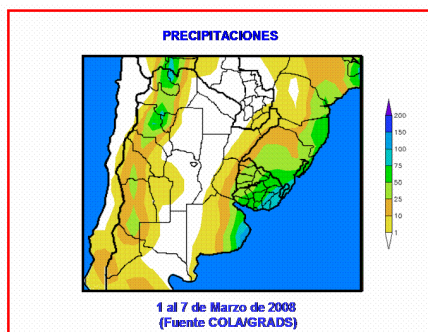 PRECIPITACIONES
200
150
100
75
50
25
10
1
1 al 7 de Marzo de 2008
(Fuente COLA/GRADS)